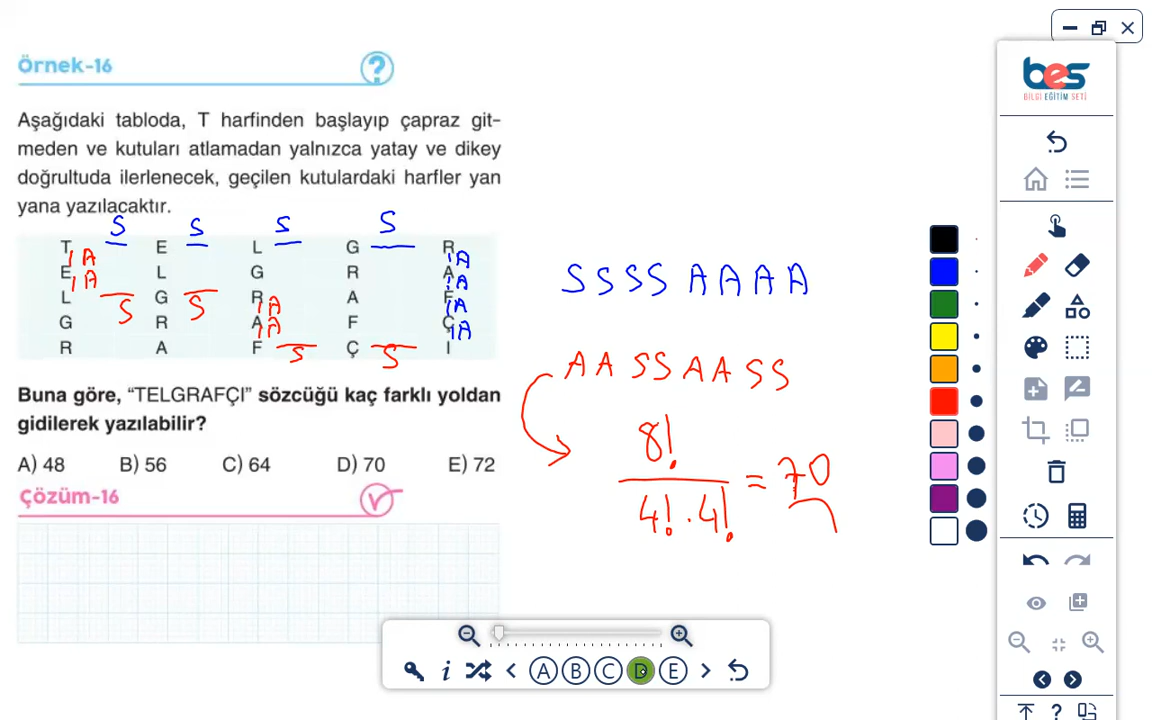 Örnek-16
?
Aşağıdaki tabloda, T harfinden başlayıp çapraz git-
meden ve kutuları atlamadan yalnızca yatay ve dikey
doğrultuda ilerlenecek, geçilen kutulardaki harfler yan
yana yazılacaktır.
S S S S
T E L G R
A A
E L G R A
A A
L G R A F
S S A A
G R A F Ç
A A
R A F Ç I
S S
Buna göre, “TELGRAFÇI” sözcüğü kaç farklı yoldan
gidilerek yazılabilir?
A) 48 B) 56 C) 64 D) 70 E) 72
Çözüm-16
S S S S A A A A
A A S S A A S S
8!
4! · 4!
= 70
bes
BİLGİ EĞİTİM SETİ
i < A B C D E >
?